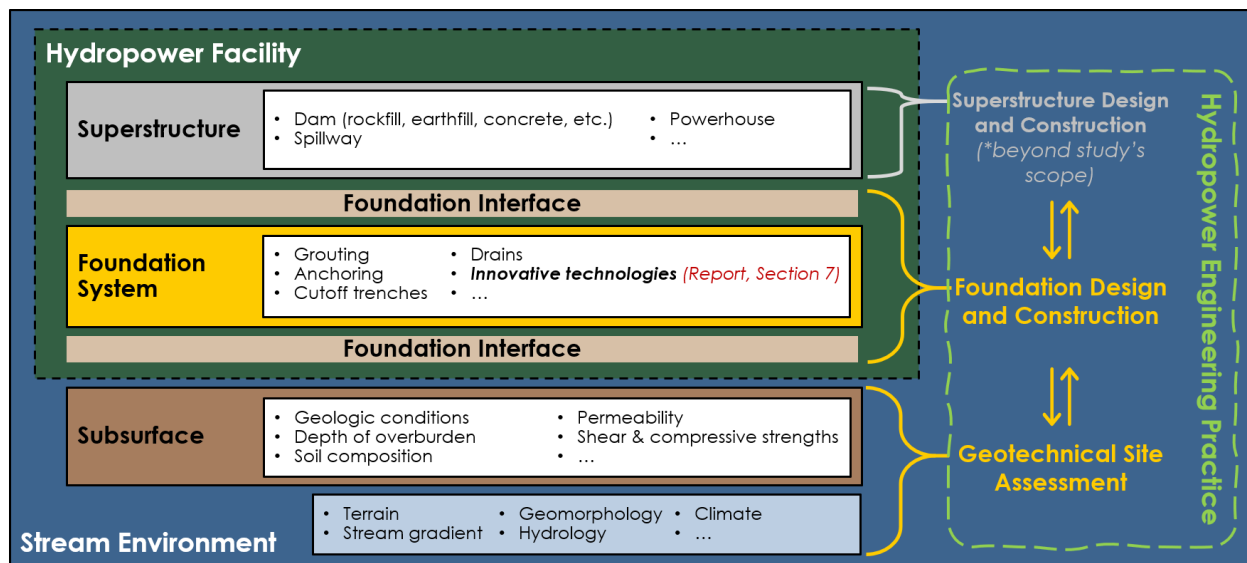 Hydropower Facility
Superstructure
• Dam (rockfill, earthfill, concrete, etc.)
• Spillway
• Powerhouse
• …
Foundation Interface
Foundation
System
• Grouting
• Anchoring
• Cutoff trenches
• Drains
• Innovative technologies (Report, Section 7)
• …
Foundation Interface
Subsurface
• Geologic conditions
• Depth of overburden
• Soil composition
• Permeability
• Shear & compressive strengths
• …
• Terrain
• Stream gradient
• Geomorphology
• Hydrology
• Climate
• …
Stream Environment
Superstructure Design
and Construction
(*beyond study’s
scope)
Foundation Design
and Construction
Geotechnical Site
Assessment
Hydropower Engineering Practice